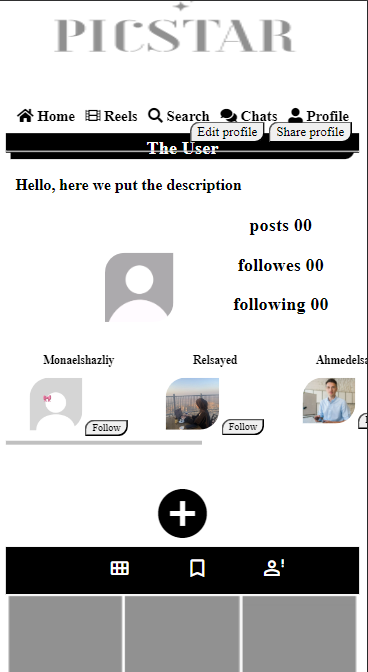 PICSTAR
Home Reels Search Chats Profile
Edit profile Share profile
The User
Hello, here we put the description
posts 00
followes 00
following 00
Monaelshazliy Relsayed Ahmedelsa
Follow Follow